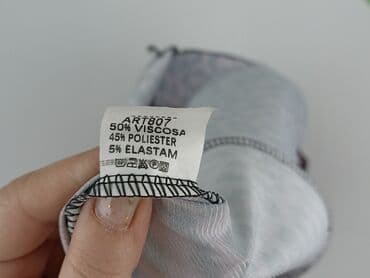 ART807
50% VISCOSA
45% POLIESTER
5% ELASTAM